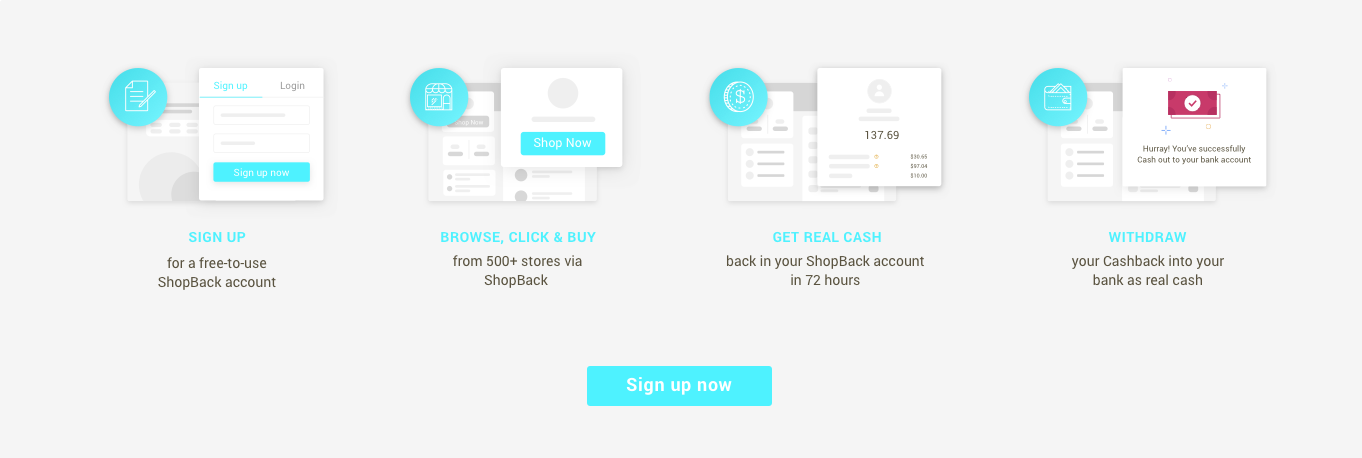 Sign up
Login
Sign up now
Shop Now
Shop Now
137.69
$30.65
$97.04
$10.00
Hurray! You've successfully
Cash out to your bank account
SIGN UP
for a free-to-use
ShopBack account
BROWSE, CLICK & BUY
from 500+ stores via
ShopBack
GET REAL CASH
back in your ShopBack account
in 72 hours
WITHDRAW
your Cashback into your
bank as real cash
Sign up now